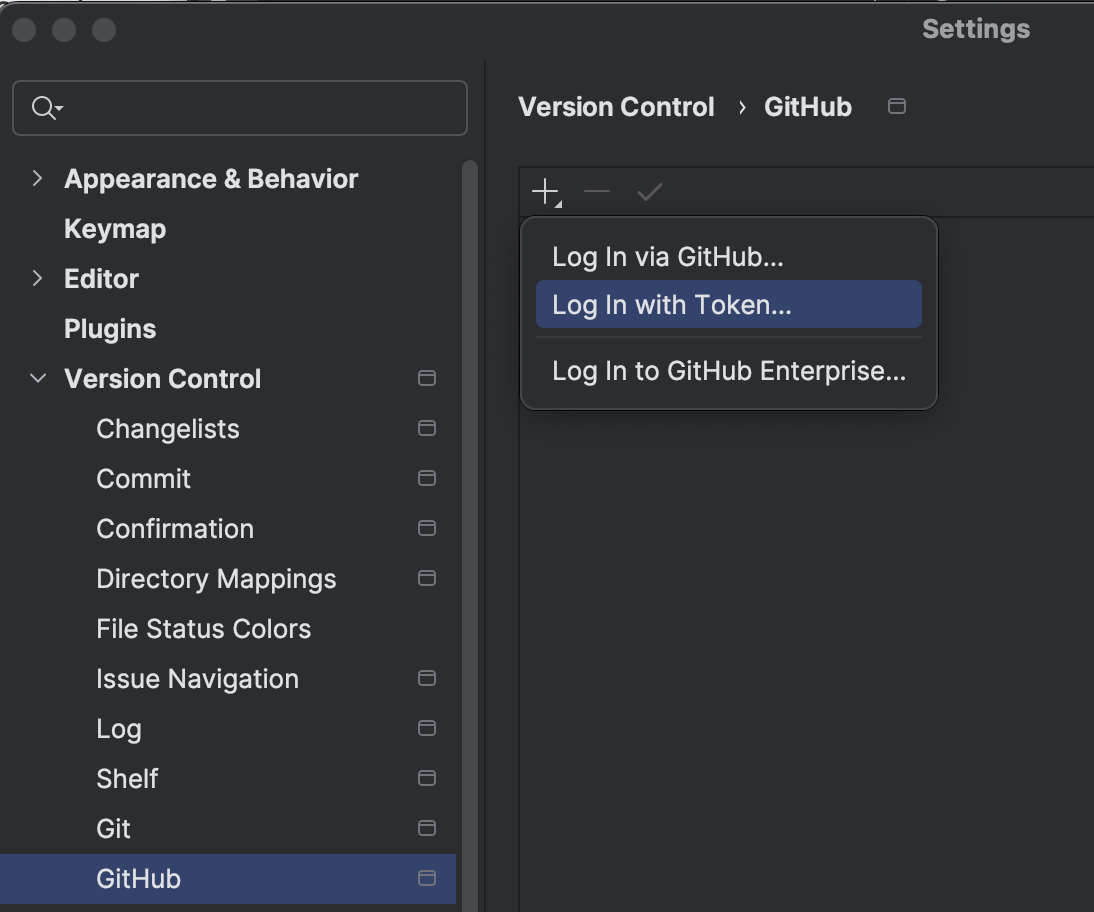 Settings
Version Control › GitHub
Appearance & Behavior
Keymap
Editor
Plugins
Version Control
Changelists
Commit
Confirmation
Directory Mappings
File Status Colors
Issue Navigation
Log
Shelf
Git
GitHub
Log In via GitHub...
Log In with Token...
Log In to GitHub Enterprise...